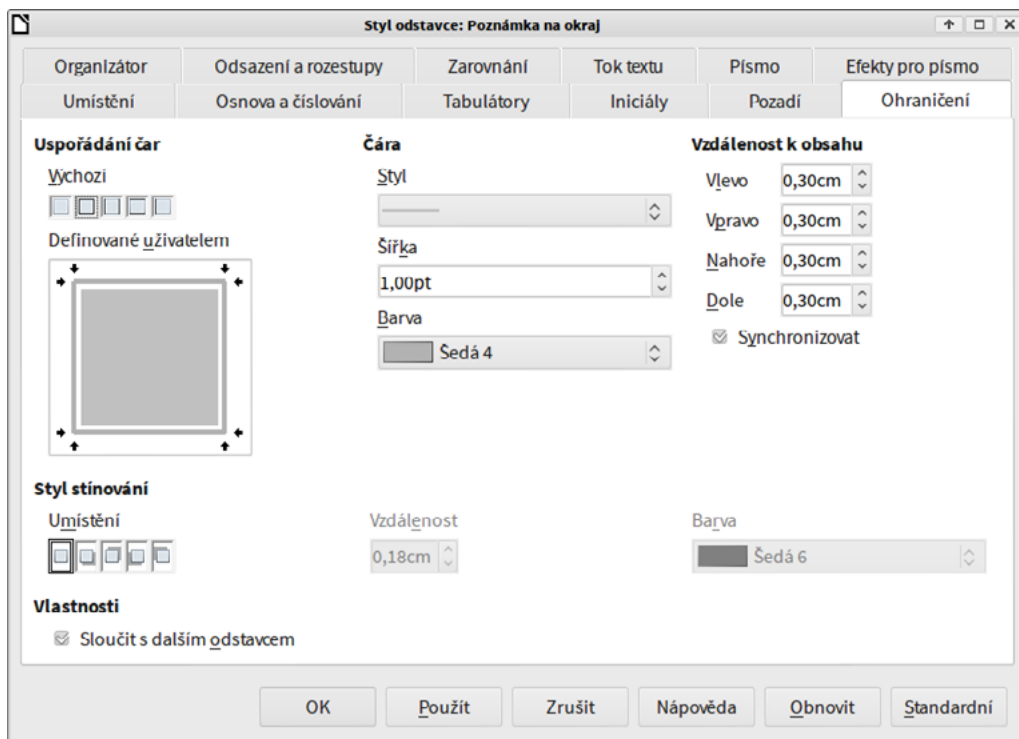 Styl odstavce: Poznámka na okraj
Organizátor Odsazení a rozestupy Zarovnání Tok textu Písmo Efekty pro písmo
Umístění Osnova a číslování Tabulátory Iniciály Pozadí Ohraničení
Uspořádání čar Čára Vzdálenost k obsahu
Výchozí Styl
Vlevo 0,30cm
Vpravo 0,30cm
Definované uživatelem Šířka
Nahoře 0,30cm
1,00pt
Dole 0,30cm
Barva
Synchronizovat
Šedá 4
Styl stínování
Umístění Vzdálenost Barva
0,18cm Šedá 6
Vlastnosti
Sloučit s dalším odstavcem
OK Použít Zrušit Nápověda Obnovit Standardní